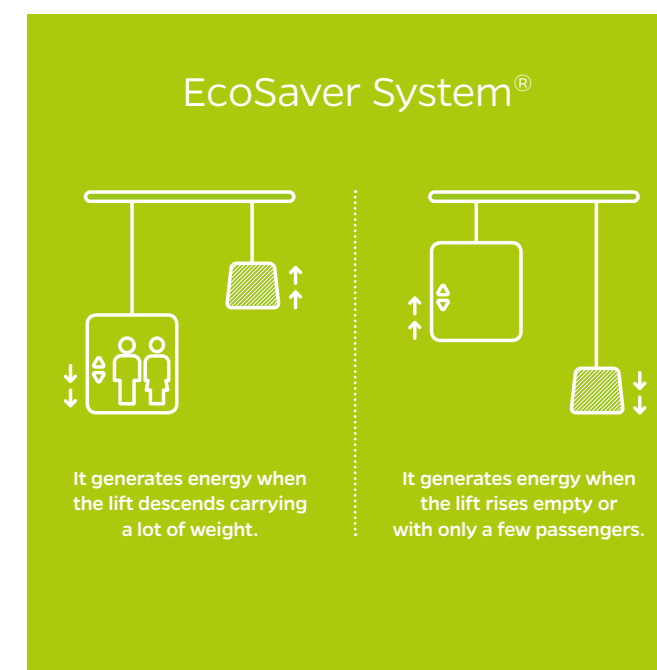 EcoSaver System®
It generates energy when
the lift descends carrying
a lot of weight.
It generates energy when
the lift rises empty or
with only a few passengers.